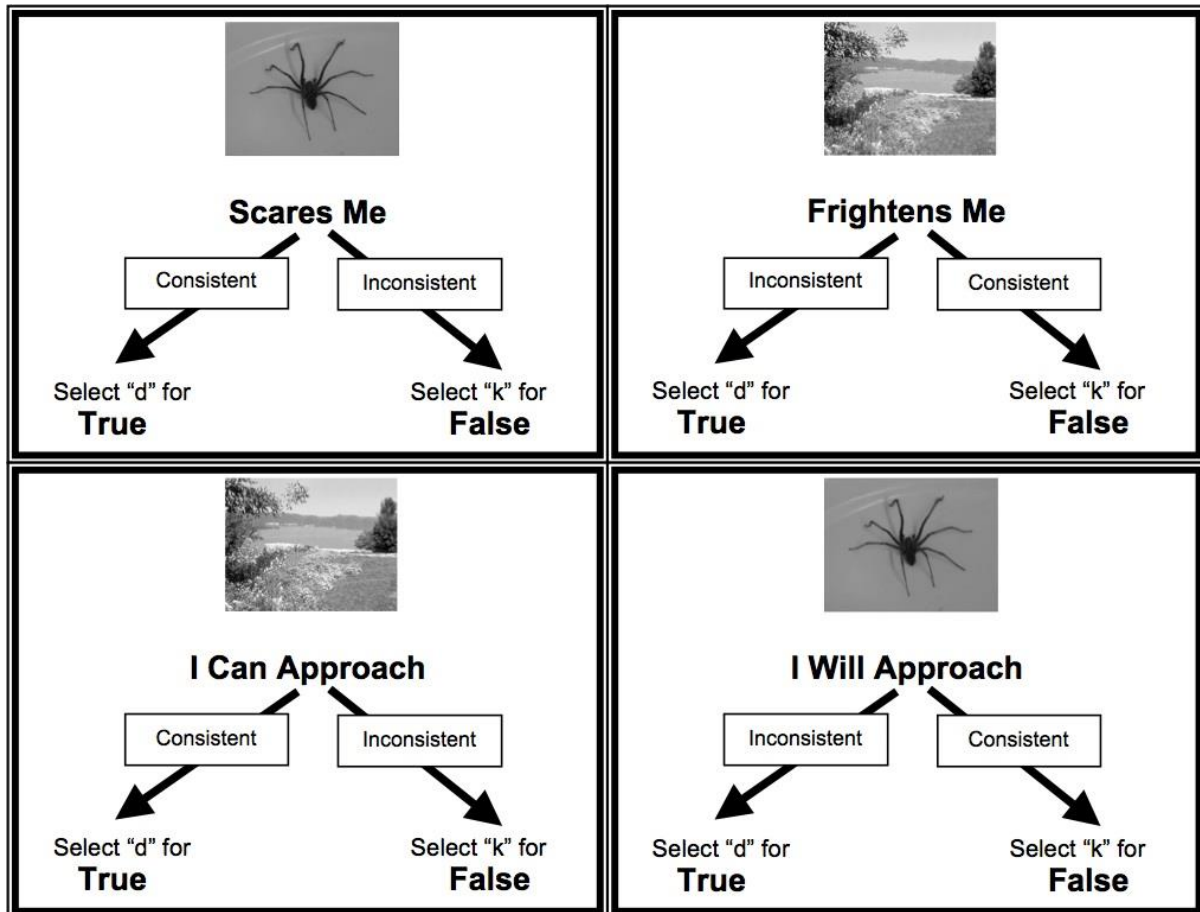 Scares Me
Consistent
Inconsistent
Select “d” for
True
Select “k” for
False
Frightens Me
Inconsistent
Consistent
Select “d” for
True
Select “k” for
False
I Can Approach
Consistent
Inconsistent
Select “d” for
True
Select “k” for
False
I Will Approach
Inconsistent
Consistent
Select “d” for
True
Select “k” for
False